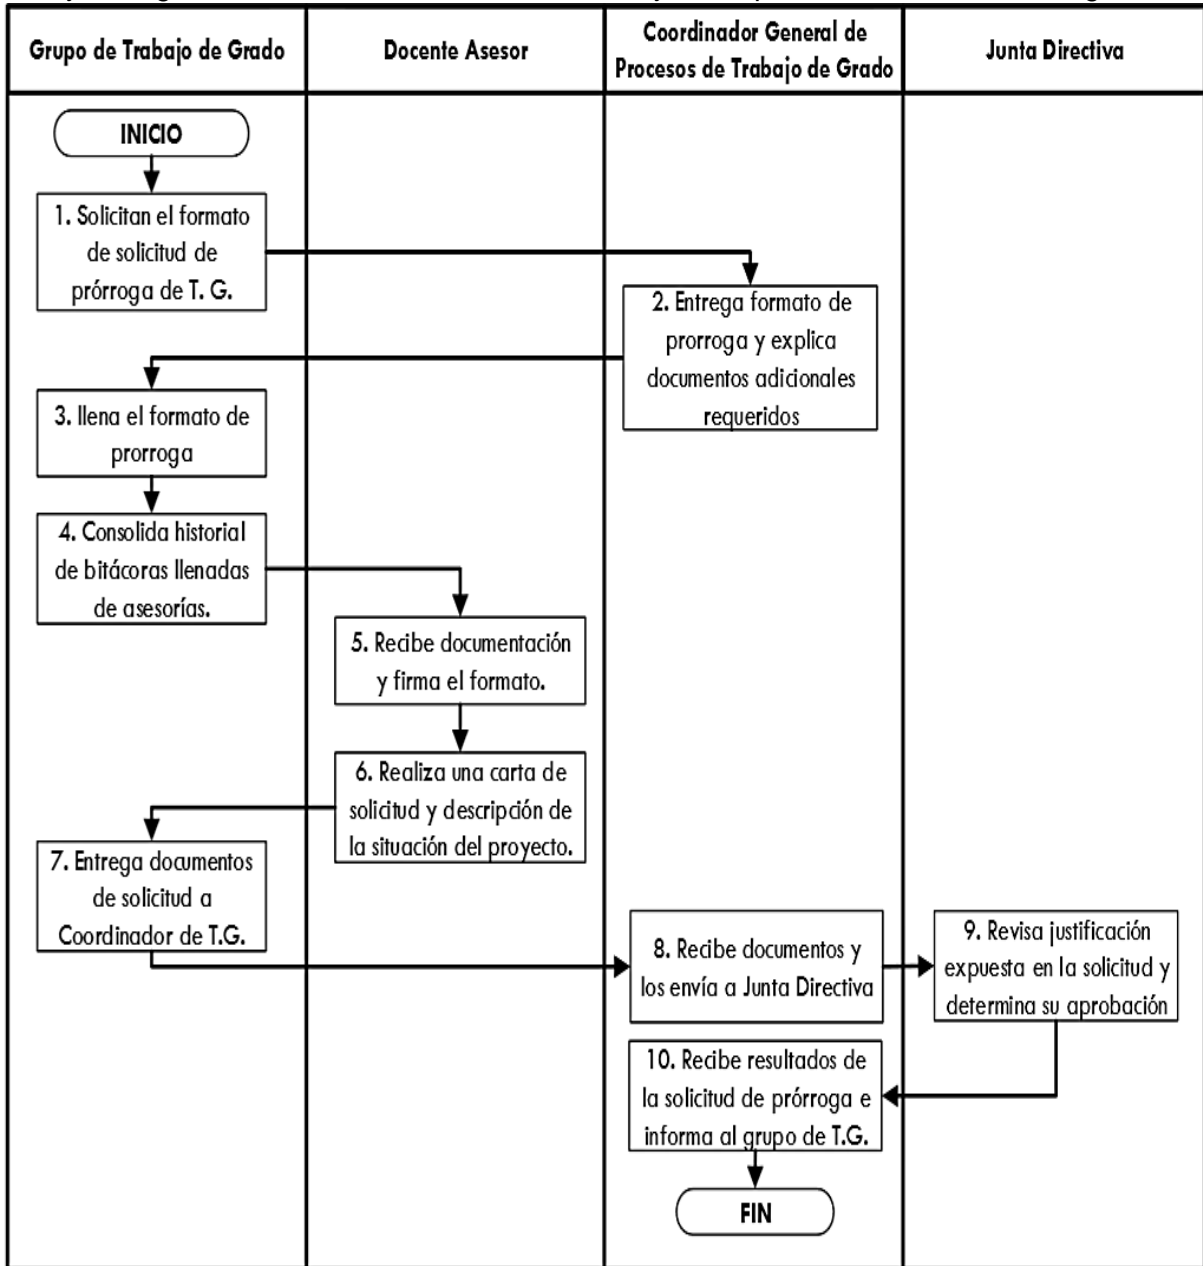 Grupo de Trabajo de Grado
Docente Asesor
Coordinador General de
Procesos de Trabajo de Grado
Junta Directiva
INICIO
1. Solicitan el formato
de solicitud de
prórroga de T. G.
2. Entrega formato de
prorroga y explica
documentos adicionales
requeridos
3. llena el formato de
prorroga
4. Consolida historial
de bitácoras llenadas
de asesorías.
5. Recibe documentación
y firma el formato.
6. Realiza una carta de
solicitud y descripción de
la situación del proyecto.
7. Entrega documentos
de solicitud a
Coordinador de T.G.
8. Recibe documentos y
los envía a Junta Directiva
9. Revisa justificación
expuesta en la solicitud y
determina su aprobación
10. Recibe resultados de
la solicitud de prórroga e
informa al grupo de T.G.
FIN